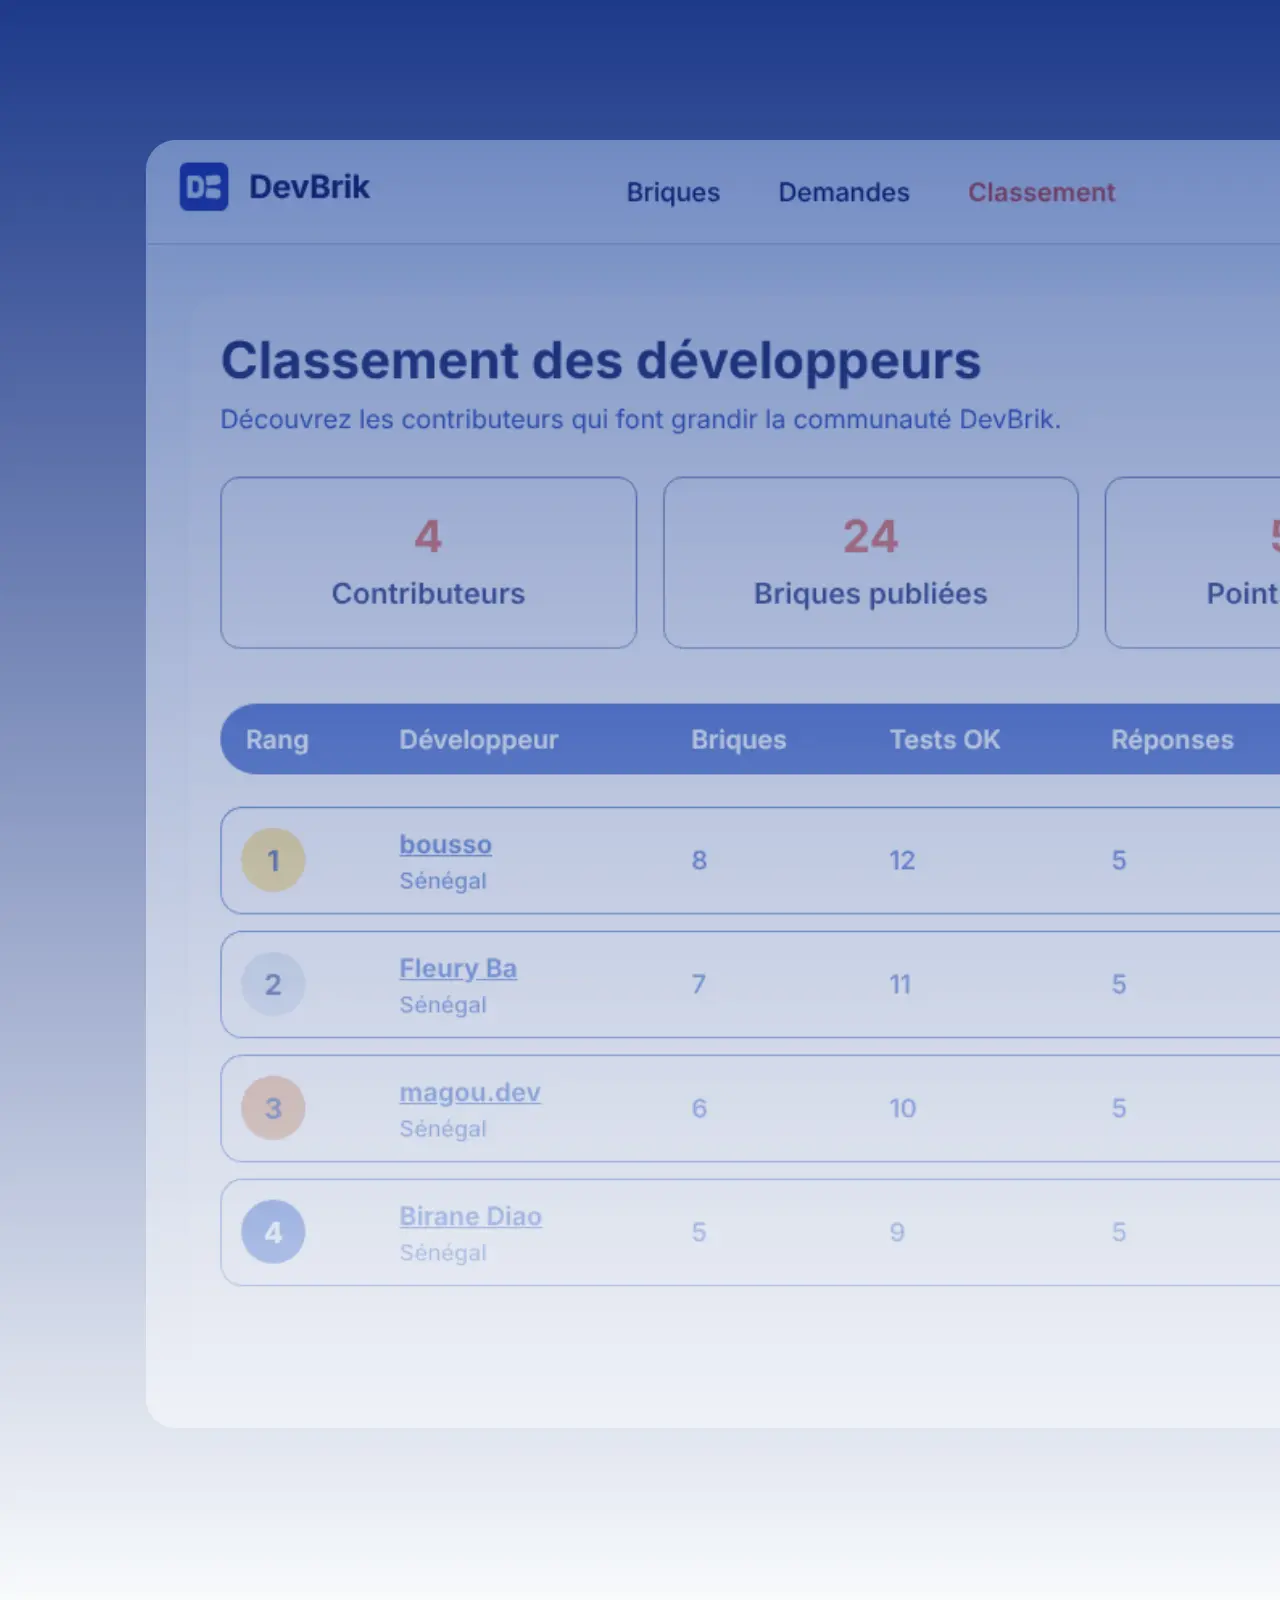 DevBrik
Briques Demandes Classement
Classement des développeurs
Découvrez les contributeurs qui font grandir la communauté DevBrik.
4 24 5
Contributeurs Briques publiées Point
Rang Développeur Briques Tests OK Réponses
1 bousso 8 12 5
Sénégal
2 Fleury Ba 7 11 5
Sénégal
3 magou.dev 6 10 5
Sénégal
4 Birane Diao 5 9 5
Sénégal